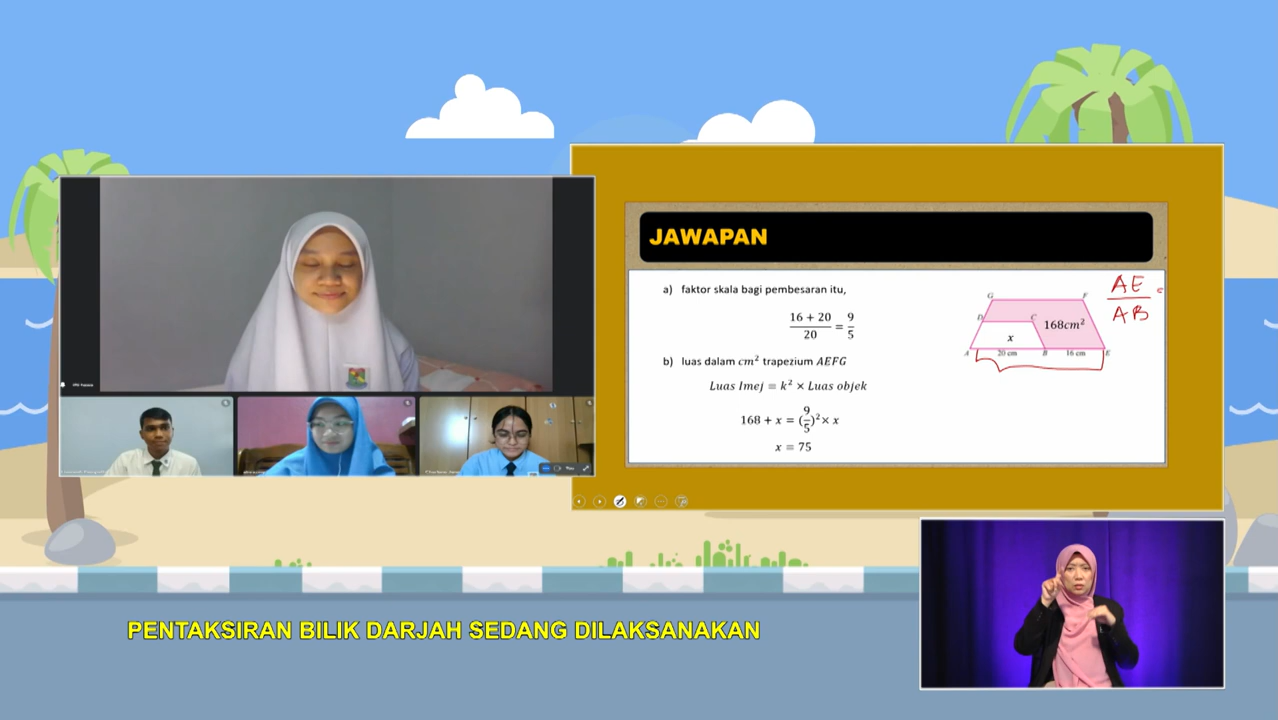 JAWAPAN
a) faktor skala bagi pembesaran itu,
16 + 20 / 20 = 9 / 5
b) luas dalam cm² trapezium AEFG
Luas Imej = k² × Luas objek
168 + x = (9/5)² × x
x = 75
G F
D C 168cm²
x
A 20 cm B 16 cm E
AE
AB
PENTAKSIRAN BILIK DARJAH SEDANG DILAKSANAKAN